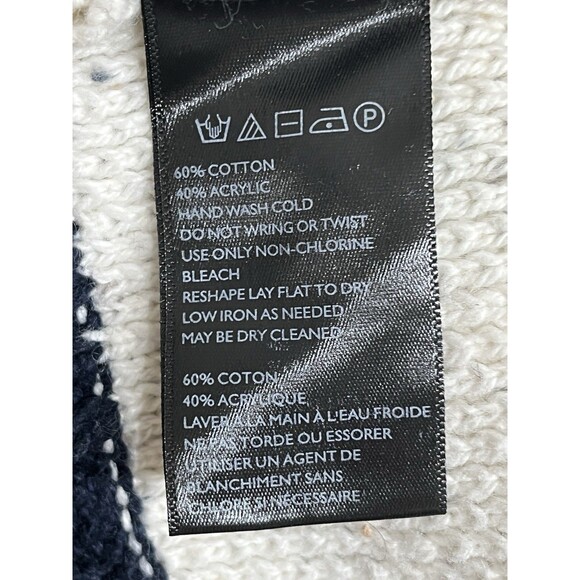 P
60% COTTON
40% ACRYLIC
HAND WASH COLD
DO NOT WRING OR TWIST
USE ONLY NON-CHLORINE
BLEACH
RESHAPE LAY FLAT TO DRY
LOW IRON AS NEEDED
MAY BE DRY CLEANED
60% COTON
40% ACRYLIQUE
LAVER À LA MAIN À L'EAU FROIDE
NE PAS TORDE OU ESSORER
UTILISER UN AGENT DE
BLANCHIMENT SANS
CHLORE SI NÉCESSAIRE